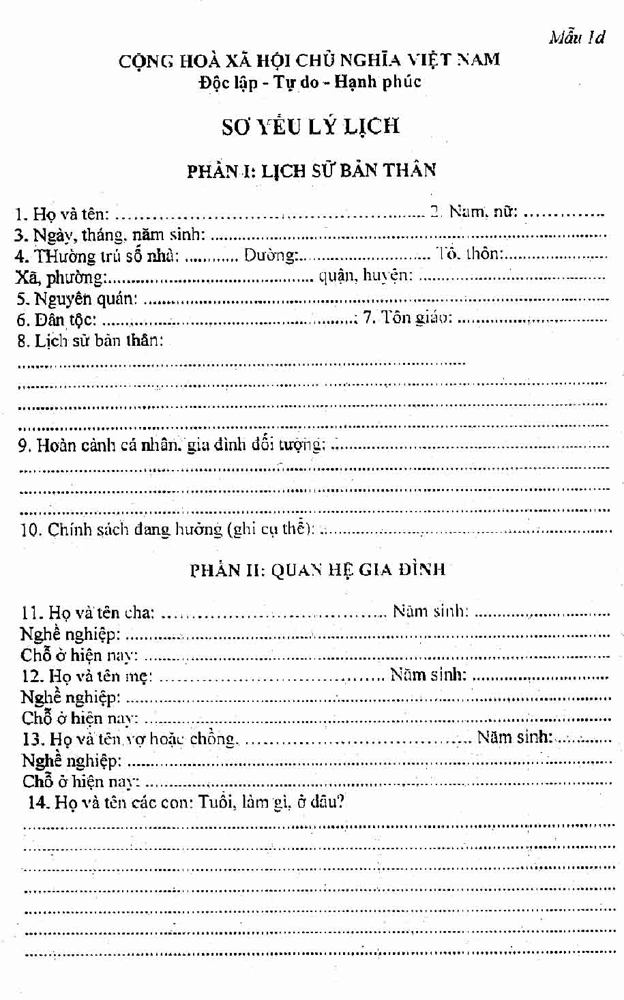 Mẫu 1d
CỘNG HOÀ XÃ HỘI CHỦ NGHĨA VIỆT NAM
Độc lập - Tự do - Hạnh phúc
SƠ YẾU LÝ LỊCH
PHẦN I: LỊCH SỬ BẢN THÂN
1. Họ và tên: .................................................. 2. Nam, nữ: ..............
3. Ngày, tháng, năm sinh: ..................................................
4. THường trú số nhà: ........... Đường:.............................. Tổ, thôn:....................
Xã, phường:........................................ quận, huyện: ..............................
5. Nguyên quán: ..................................................
6. Dân tộc: ........................................; 7. Tôn giáo: ..............................
8. Lịch sử bản thân:
..................................................
..................................................
..................................................
..................................................
9. Hoàn cảnh cá nhân, gia đình đối tượng: ..................................................
..................................................
..................................................
..................................................
10. Chính sách đang hưởng (ghi cụ thể): ..................................................
PHẦN II: QUAN HỆ GIA ĐÌNH
11. Họ và tên cha: ........................................ Năm sinh: ....................
Nghề nghiệp: ..................................................
Chỗ ở hiện nay: ..................................................
12. Họ và tên mẹ: ........................................ Năm sinh: ....................
Nghề nghiệp: ..................................................
Chỗ ở hiện nay: ..................................................
13. Họ và tên vợ hoặc chồng. ........................................ Năm sinh: ..........
Nghề nghiệp: ..................................................
Chỗ ở hiện nay: ..................................................
14. Họ và tên các con: Tuổi, làm gì, ở đâu?
..................................................
..................................................
..................................................
..................................................
..................................................
..................................................
..................................................